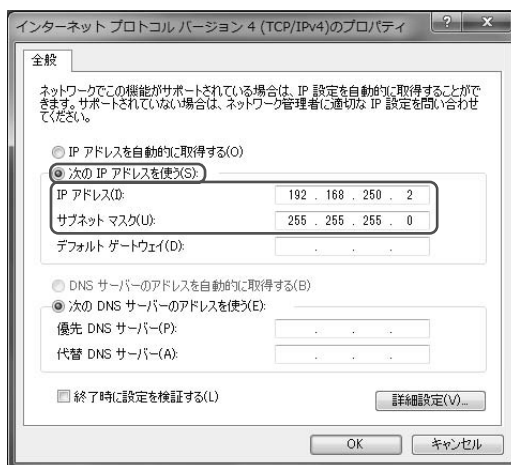 インターネット プロトコル バージョン 4 (TCP/IPv4)のプロパティ
全般
ネットワークでこの機能がサポートされている場合は、IP 設定を自動的に取得することがで
きます。サポートされていない場合は、ネットワーク管理者に適切な IP 設定を問い合わせ
てください。
IP アドレスを自動的に取得する(O)
次の IP アドレスを使う(S):
IP アドレス(I): 192 . 168 . 250 . 2
サブネット マスク(U): 255 . 255 . 255 . 0
デフォルト ゲートウェイ(D): . . .
DNS サーバーのアドレスを自動的に取得する(B)
次の DNS サーバーのアドレスを使う(E):
優先 DNS サーバー(P): . . .
代替 DNS サーバー(A): . . .
終了時に設定を検証する(L)
詳細設定(V)...
OK キャンセル